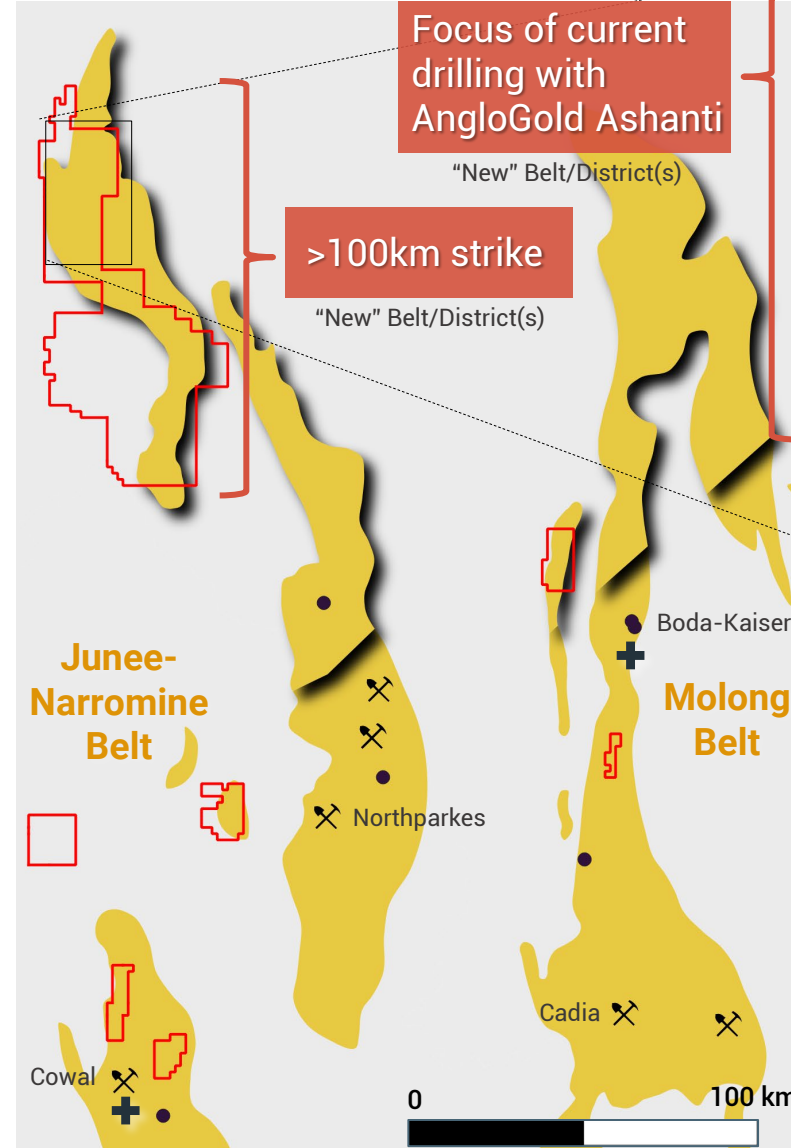 Focus of current
drilling with
AngloGold Ashanti
“New” Belt/District(s)
>100km strike
“New” Belt/District(s)
Boda-Kaiser
Junee-
Narromine
Belt
Molong
Belt
Northparkes
Cadia
Cowal
0
100 km